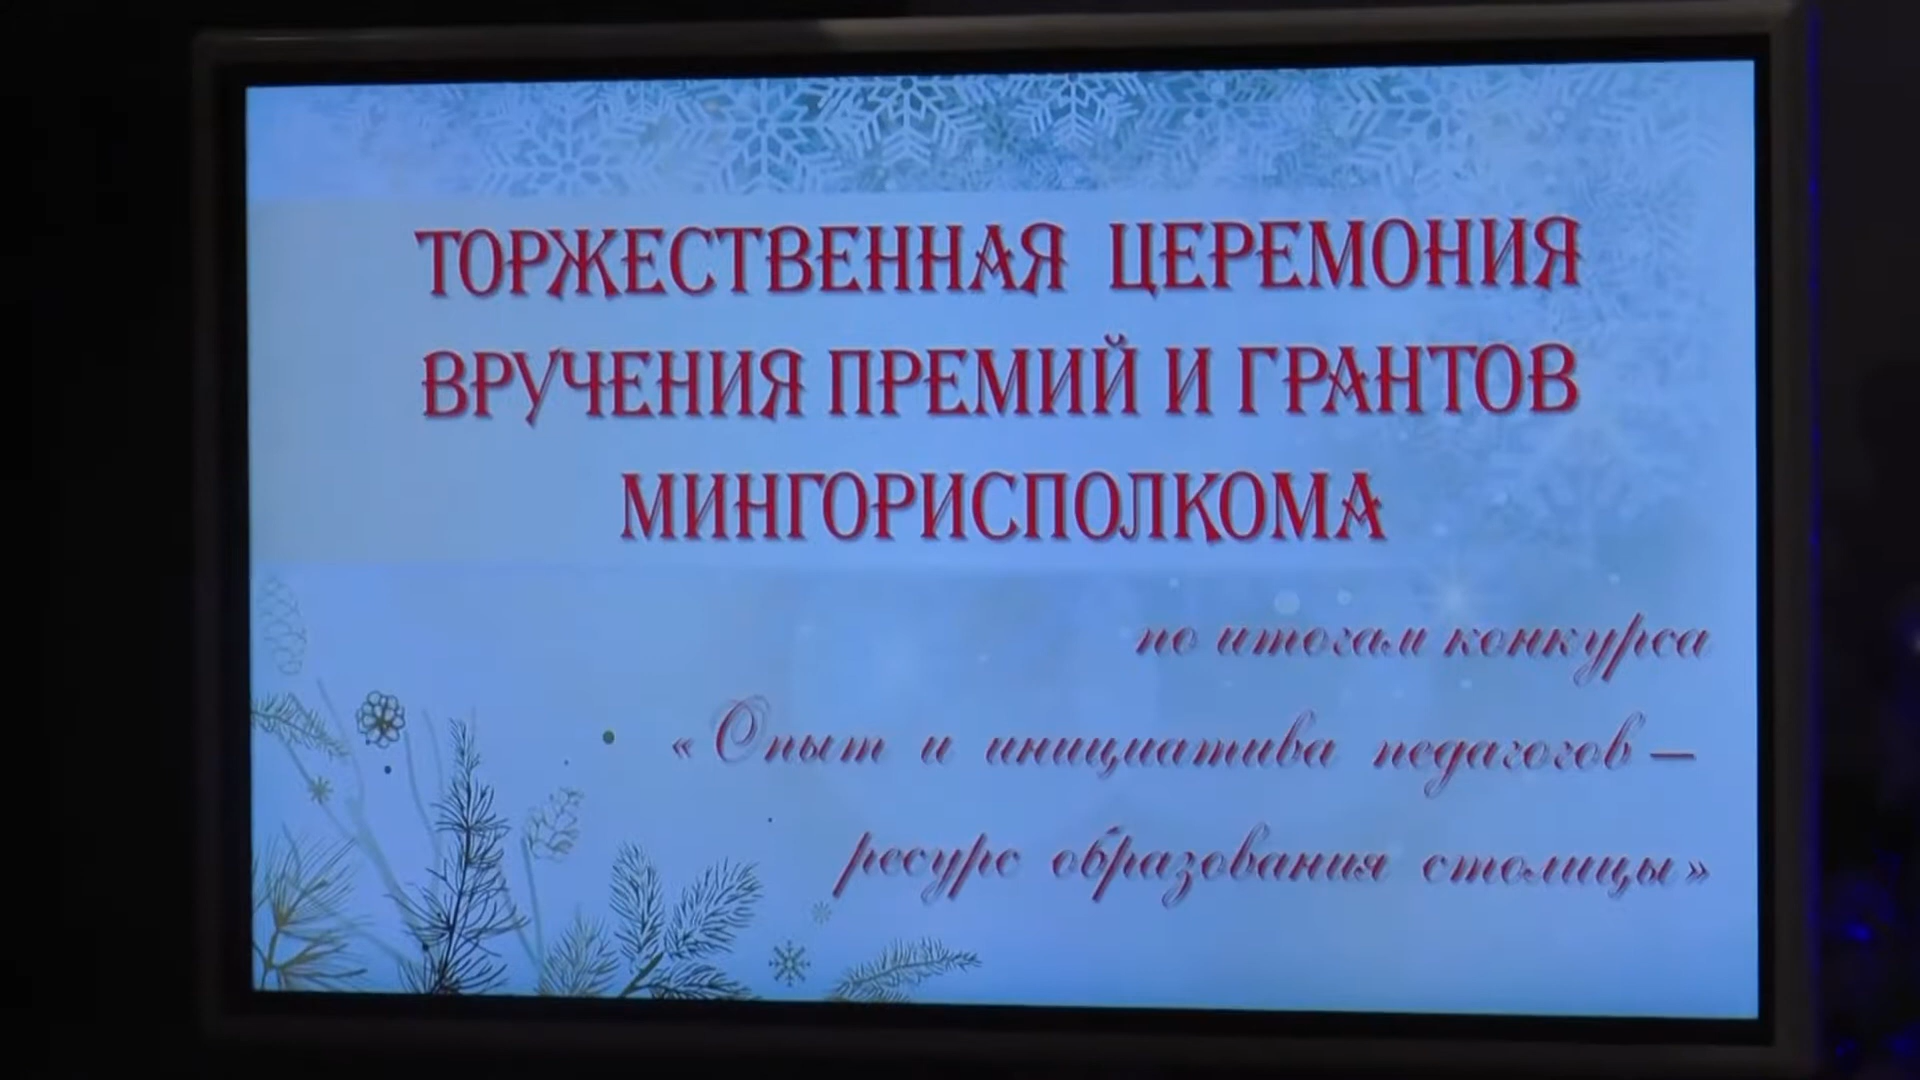 ТОРЖЕСТВЕННАЯ ЦЕРЕМОНИЯ
ВРУЧЕНИЯ ПРЕМИЙ И ГРАНТОВ
МИНГОРИСПОЛКОМА
по итогам конкурса
«Опыт и инициатива педагогов –
ресурс образования столицы»